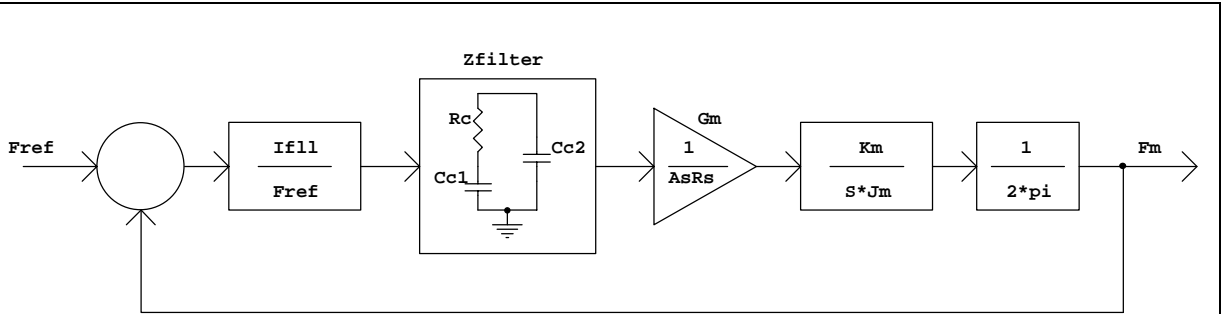 Zfilter
Fref
Ifll
Fref
Rc
Cc1
Cc2
Gm
1
AsRs
Km
S*Jm
1
2*pi
Fm